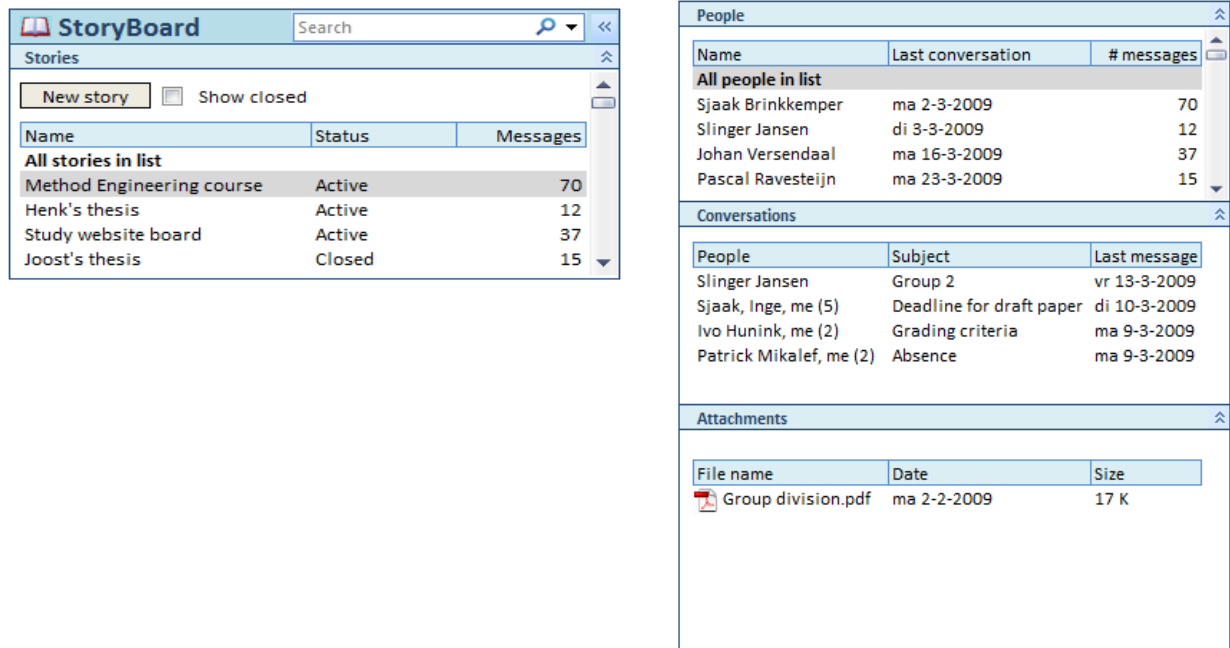 StoryBoard Search
Stories
New story Show closed
Name Status Messages
All stories in list
Method Engineering course Active 70
Henk's thesis Active 12
Study website board Active 37
Joost's thesis Closed 15
People
Name Last conversation # messages
All people in list
Sjaak Brinkkemper ma 2-3-2009 70
Slinger Jansen di 3-3-2009 12
Johan Versendaal ma 16-3-2009 37
Pascal Ravesteijn ma 23-3-2009 15
Conversations
People Subject Last message
Slinger Jansen Group 2 vr 13-3-2009
Sjaak, Inge, me (5) Deadline for draft paper di 10-3-2009
Ivo Hunink, me (2) Grading criteria ma 9-3-2009
Patrick Mikalef, me (2) Absence ma 9-3-2009
Attachments
File name Date Size
Group division.pdf ma 2-2-2009 17 K